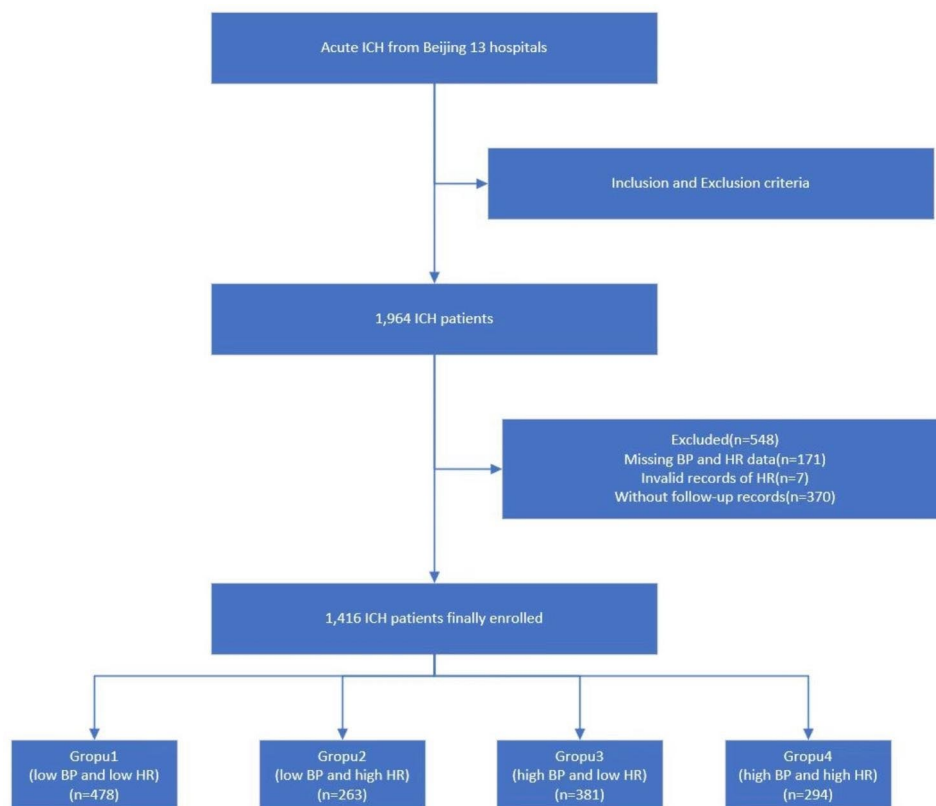 Acute ICH from Beijing 13 hospitals
Inclusion and Exclusion criteria
1,964 ICH patients
Excluded(n=548)
Missing BP and HR data(n=171)
Invalid records of HR(n=7)
Without follow-up records(n=370)
1,416 ICH patients finally enrolled
Gropu1
(low BP and low HR)
(n=478)
Gropu2
(low BP and high HR)
(n=263)
Gropu3
(high BP and low HR)
(n=381)
Gropu4
(high BP and high HR)
(n=294)